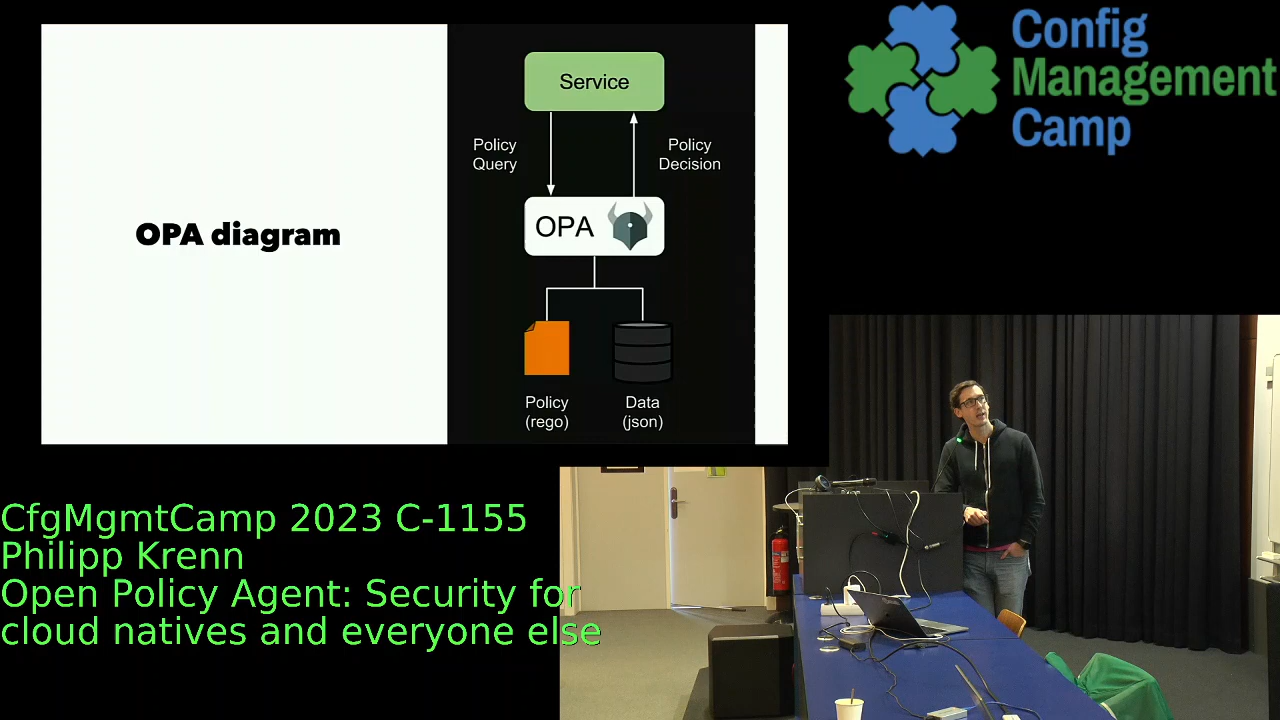 Config
Management
Camp
OPA diagram
Service
Policy
Query
Policy
Decision
OPA
Policy
(rego)
Data
(json)
CfgMgmtCamp 2023 C-1155
Philipp Krenn
Open Policy Agent: Security for
cloud natives and everyone else